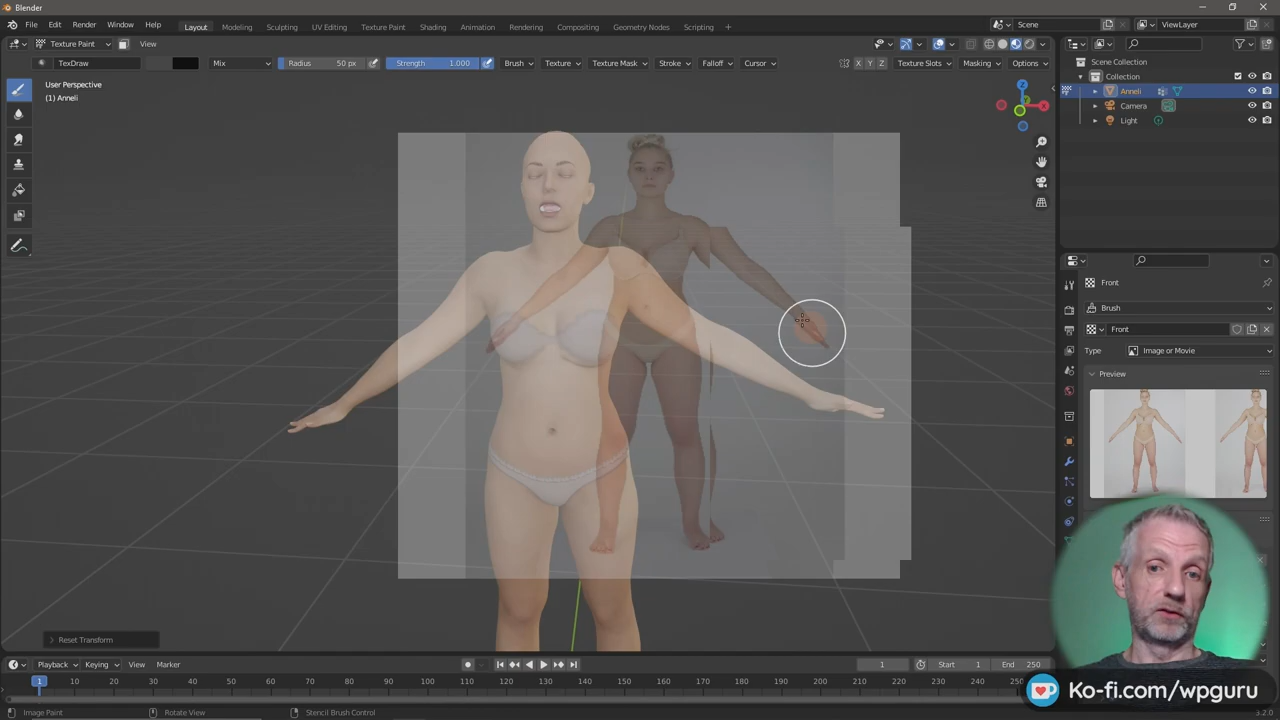 Blender
File Edit Render Window Help Layout Modeling Sculpting UV Editing Texture Paint Shading Animation Rendering Compositing Geometry Nodes Scripting + Scene ViewLayer
Texture Paint View
TexDraw Mix Radius 50 px Strength 1.000 Brush Texture Texture Mask Stroke Falloff Cursor X Y Z Texture Slots Masking Options
Scene Collection
Collection
Anneli
Camera
Light
User Perspective
(1) Anneli
Z
X
Front
Brush
Front
Type Image or Movie
Preview
Reset Transform
Playback Keying View Marker 1 Start 1 End 250
1 10 20 30 40 50 60 70 80 90 100 110 120 130 140 150 160 170 180 190 200 210 220 230 240 250
Ko-fi.com/wpguru
Image Paint Rotate View Stencil Brush Control 3.2.0